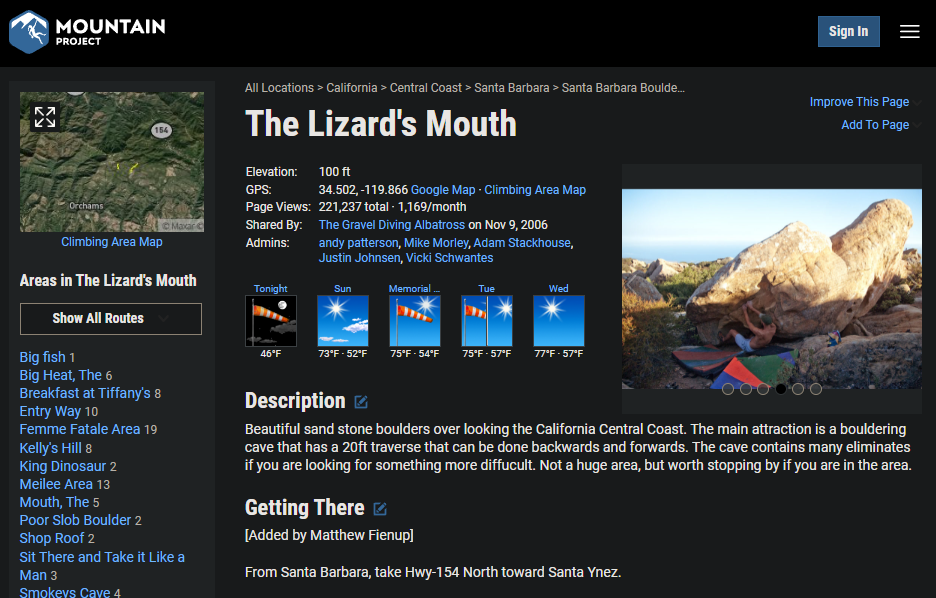 MOUNTAIN
PROJECT
Sign In
154
Orchams
© Maxar
Climbing Area Map
Areas in The Lizard's Mouth
Show All Routes
Big fish 1
Big Heat, The 6
Breakfast at Tiffany's 8
Entry Way 10
Femme Fatale Area 19
Kelly's Hill 8
King Dinosaur 2
Meilee Area 13
Mouth, The 5
Poor Slob Boulder 2
Shop Roof 2
Sit There and Take it Like a
Man 3
Smokeys Cave 4
All Locations > California > Central Coast > Santa Barbara > Santa Barbara Boulde...
The Lizard's Mouth
Improve This Page
Add To Page
Elevation: 100 ft
GPS: 34.502, -119.866 Google Map · Climbing Area Map
Page Views: 221,237 total · 1,169/month
Shared By: The Gravel Diving Albatross on Nov 9, 2006
Admins: andy patterson, Mike Morley, Adam Stackhouse,
Justin Johnsen, Vicki Schwantes
Tonight Sun Memorial ... Tue Wed
46°F 73°F · 52°F 75°F · 54°F 75°F · 57°F 77°F · 57°F
Description
Beautiful sand stone boulders over looking the California Central Coast. The main attraction is a bouldering
cave that has a 20ft traverse that can be done backwards and forwards. The cave contains many eliminates
if you are looking for something more diffucult. Not a huge area, but worth stopping by if you are in the area.
Getting There
[Added by Matthew Fienup]
From Santa Barbara, take Hwy-154 North toward Santa Ynez.